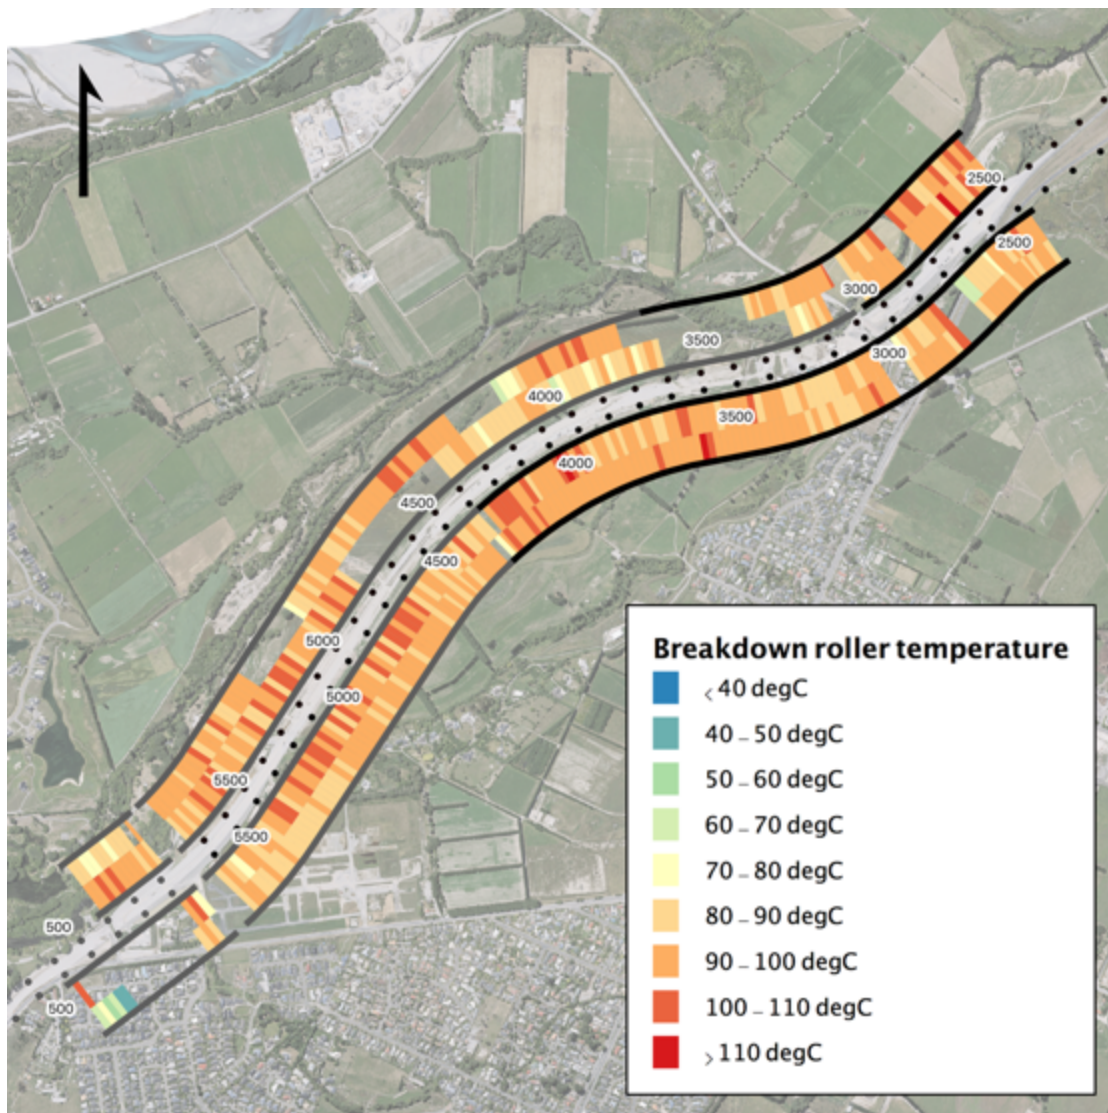 2500
2500
3000
3500
3000
4000
3500
4000
4500
4500
5000
5000
5500
5500
500
500
Breakdown roller temperature
< 40 degC
40 – 50 degC
50 – 60 degC
60 – 70 degC
70 – 80 degC
80 – 90 degC
90 – 100 degC
100 – 110 degC
> 110 degC